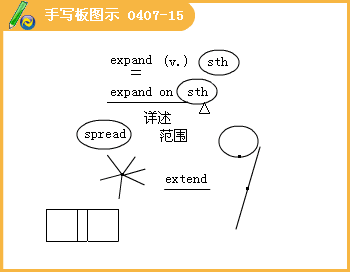 手写板图示 0407-15
expand (v.) sth
expand on sth
详述
spread 范围
extend